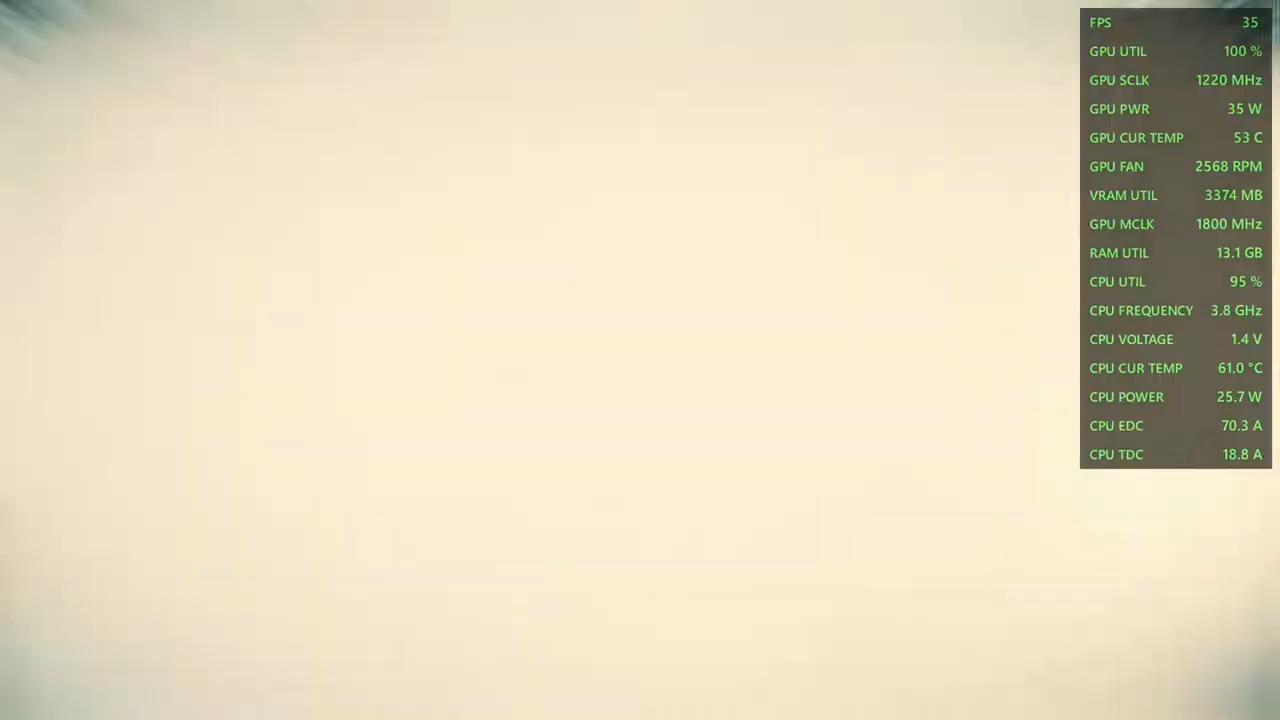 FPS 35
GPU UTIL 100 %
GPU SCLK 1220 MHz
GPU PWR 35 W
GPU CUR TEMP 53 C
GPU FAN 2568 RPM
VRAM UTIL 3374 MB
GPU MCLK 1800 MHz
RAM UTIL 13.1 GB
CPU UTIL 95 %
CPU FREQUENCY 3.8 GHz
CPU VOLTAGE 1.4 V
CPU CUR TEMP 61.0 °C
CPU POWER 25.7 W
CPU EDC 70.3 A
CPU TDC 18.8 A